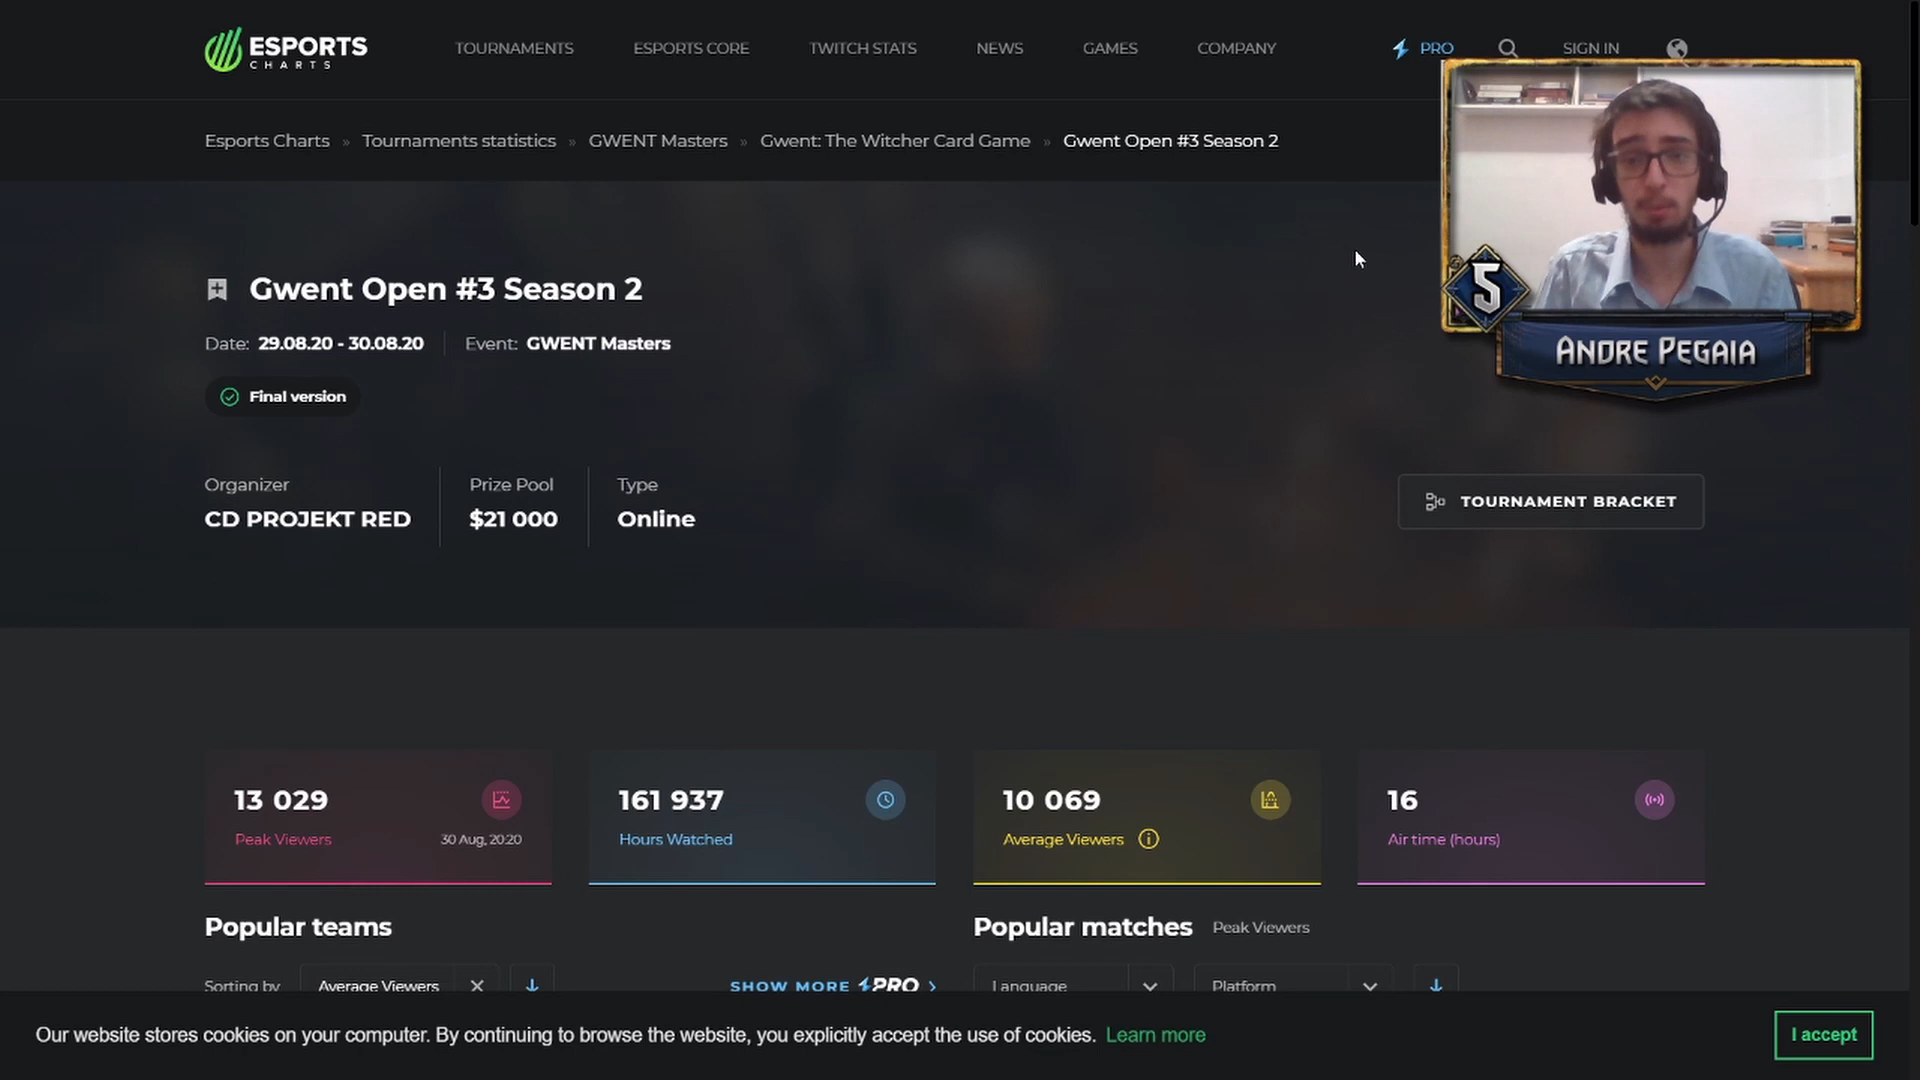 ESPORTS
CHARTS
TOURNAMENTS
ESPORTS CORE
TWITCH STATS
NEWS
GAMES
COMPANY
PRO
SIGN IN
Esports Charts » Tournaments statistics » GWENT Masters » Gwent: The Witcher Card Game » Gwent Open #3 Season 2
5
ANDRE PEGAIA
Gwent Open #3 Season 2
Date: 29.08.20 - 30.08.20
Event: GWENT Masters
Final version
Organizer
CD PROJEKT RED
Prize Pool
$21 000
Type
Online
TOURNAMENT BRACKET
13 029
Peak Viewers
30 Aug, 2020
161 937
Hours Watched
10 069
Average Viewers
16
Air time (hours)
Popular teams
Popular matches
Peak Viewers
Sorting by
Average Viewers
SHOW MORE PRO
Language
Platform
Our website stores cookies on your computer. By continuing to browse the website, you explicitly accept the use of cookies. Learn more
I accept